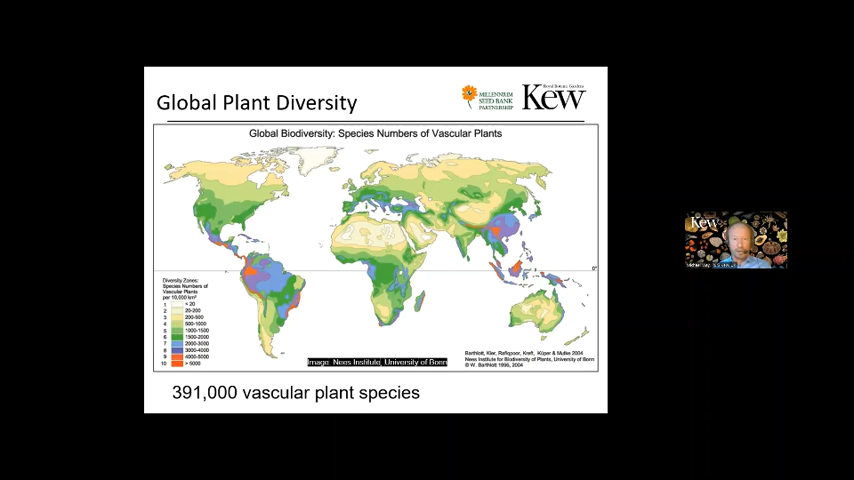 Global Plant Diversity
MILLENNIUM
SEED BANK
PARTNERSHIP
Royal Botanic Gardens
Kew
Global Biodiversity: Species Numbers of Vascular Plants
0°
Diversity Zones:
Species Numbers of
Vascular Plants
per 10,000 km²
1 < 20
2 20-200
3 200-500
4 500-1000
5 1000-1500
6 1500-2000
7 2000-3000
8 3000-4000
9 4000-5000
10 > 5000
Image: Nees Institute, University of Bonn
Barthlott, Kier, Rafiqpoor, Kreft, Küper & Mutke 2004
Nees Institute for Biodiversity of Plants, University of Bonn
© W. Barthlott 1996, 2004
391,000 vascular plant species
Kew